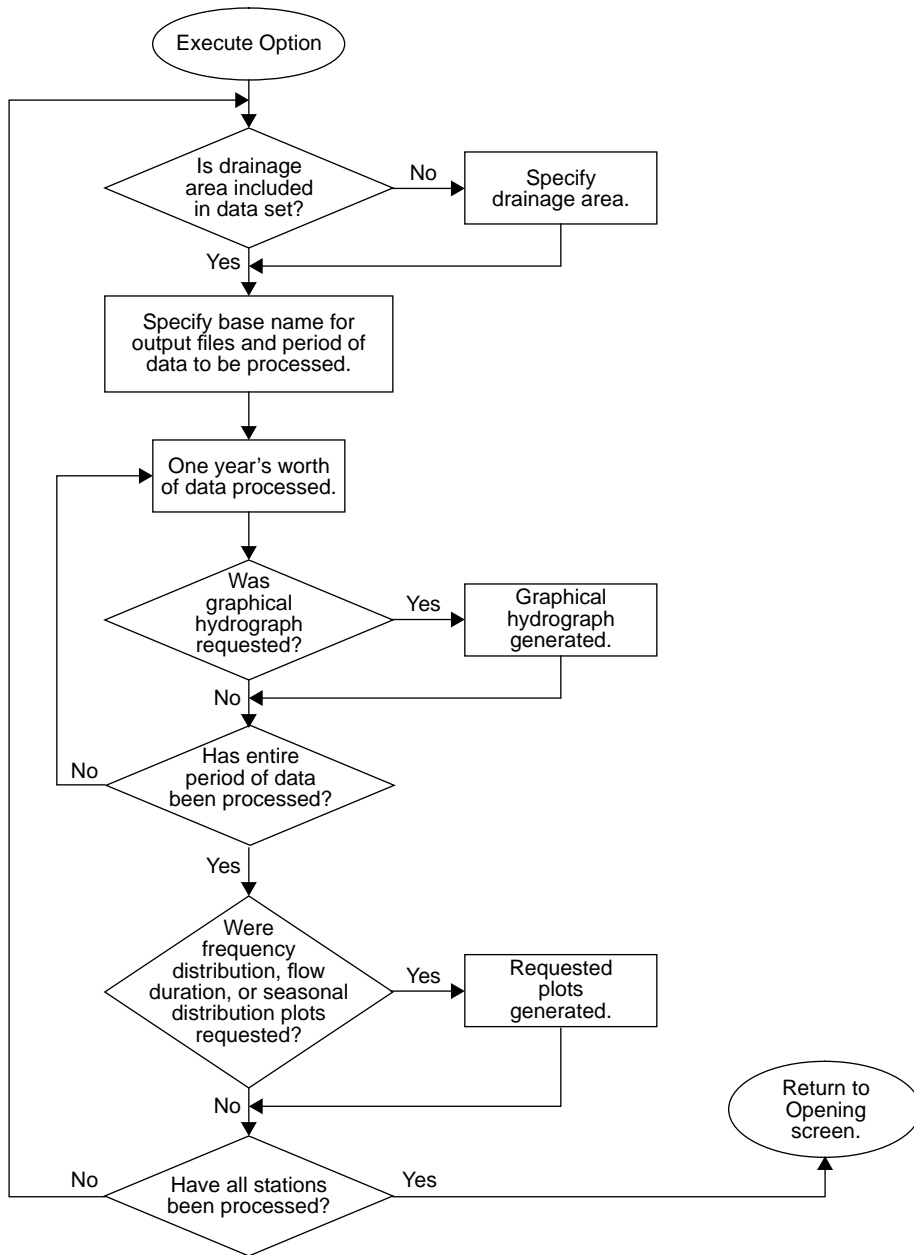 Execute Option
Is drainage
area included
in data set?
No
Specify
drainage area.
Yes
Specify base name for
output files and period of
data to be processed.
One year's worth
of data processed.
Was
graphical
hydrograph
requested?
Yes
Graphical
hydrograph
generated.
No
Has entire
period of data
been processed?
No
Yes
Were
frequency
distribution, flow
duration, or seasonal
distribution plots
requested?
Yes
Requested
plots
generated.
No
Return to
Opening
screen.
Have all stations
been processed?
No
Yes